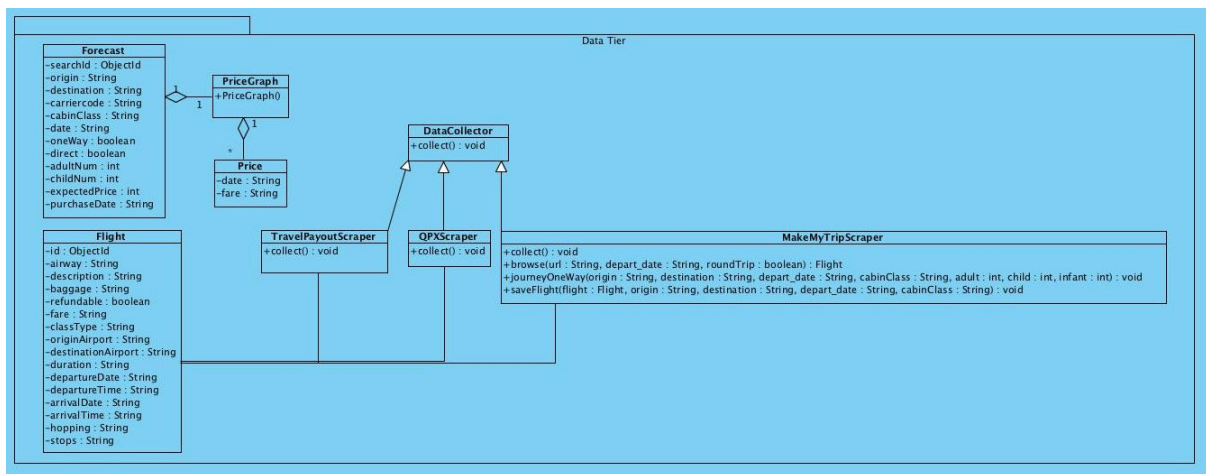 Data Tier
Forecast
-searchId : ObjectId
-origin : String
-destination : String
-carriercode : String
-cabinClass : String
-date : String
-oneWay : boolean
-direct : boolean
-adultNum : int
-childNum : int
-expectedPrice : int
-purchaseDate : String
1
1
PriceGraph
+PriceGraph()
1
*
Price
-date : String
-fare : String
DataCollector
+collect() : void
Flight
-id : ObjectId
-airway : String
-description : String
-baggage : String
-refundable : boolean
-fare : String
-classType : String
-originAirport : String
-destinationAirport : String
-duration : String
-departureDate : String
-departureTime : String
-arrivalDate : String
-arrivalTime : String
-hopping : String
-stops : String
TravelPayoutScraper
+collect() : void
QPXScraper
+collect() : void
MakeMyTripScraper
+collect() : void
+browse(url : String, depart_date : String, roundTrip : boolean) : Flight
+journeyOneWay(origin : String, destination : String, depart_date : String, cabinClass : String, adult : int, child : int, infant : int) : void
+saveFlight(flight : Flight, origin : String, destination : String, depart_date : String, cabinClass : String) : void